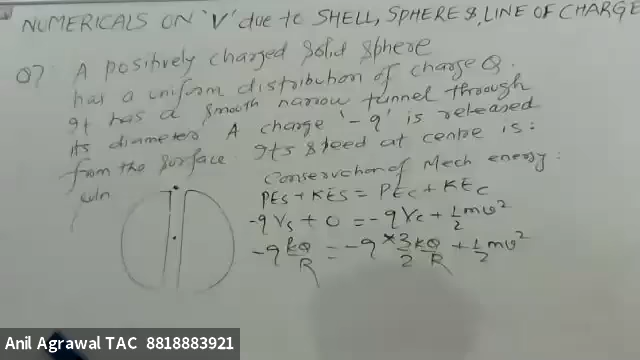 NUMERICALS ON 'V' due to SHELL, SPHERE &, LINE OF CHARGE
Q7 A positively charged solid sphere
has a uniform distribution of charge Q.
It has a smooth narrow tunnel through
its diameter. A charge '-q' is released
from the surface. Its speed at centre is:
Conservation of Mech energy:
PEs + KEs = PEc + KEc
-qVs + 0 = -qVc + 1/2 mv²
-q kQ/R = -q × 3/2 kQ/R + 1/2 mv²
Anil Agrawal TAC 8818883921